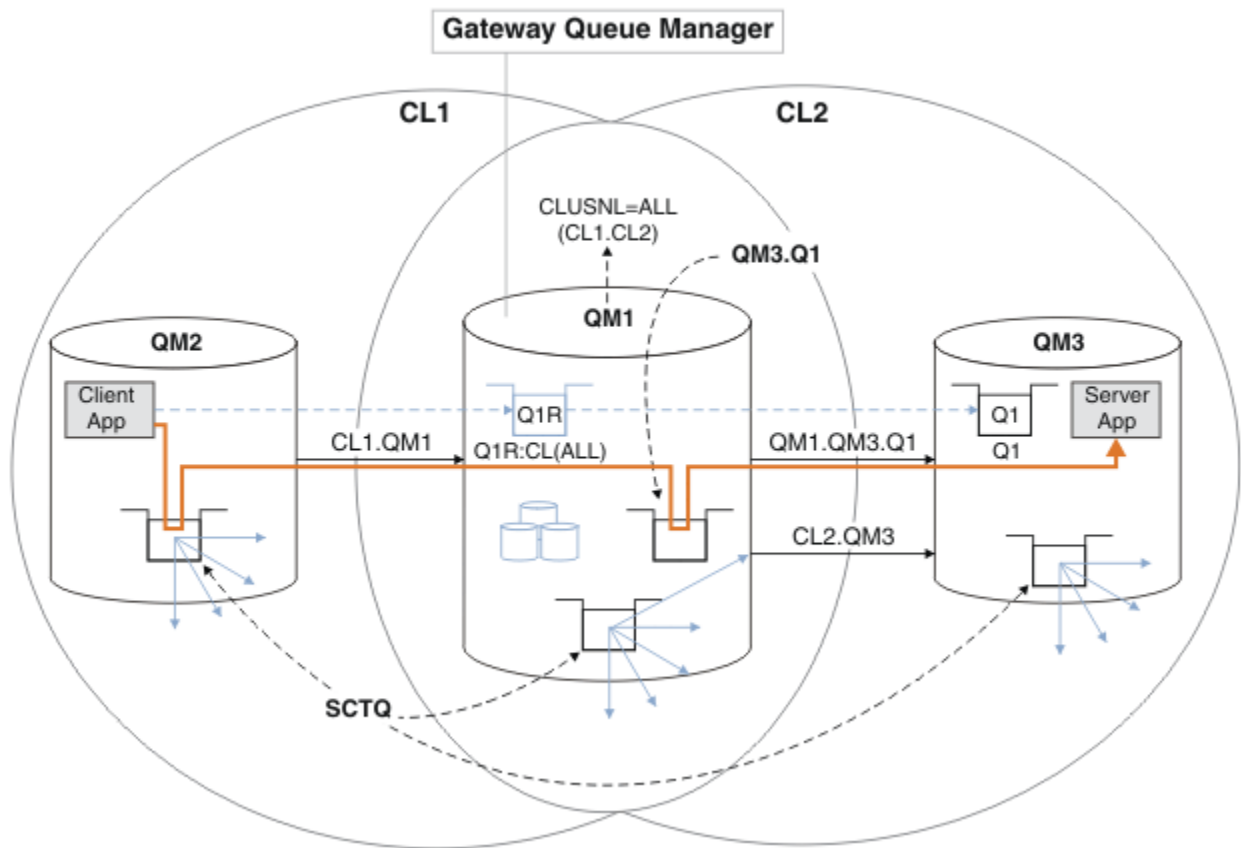 Gateway Queue Manager
CL1
CL2
CLUSNL=ALL
(CL1.CL2)
QM3.Q1
QM2
QM1
QM3
Client
App
Q1R
Q1
Server
App
CL1.QM1
Q1R:CL(ALL)
QM1.QM3.Q1
Q1
CL2.QM3
SCTQ